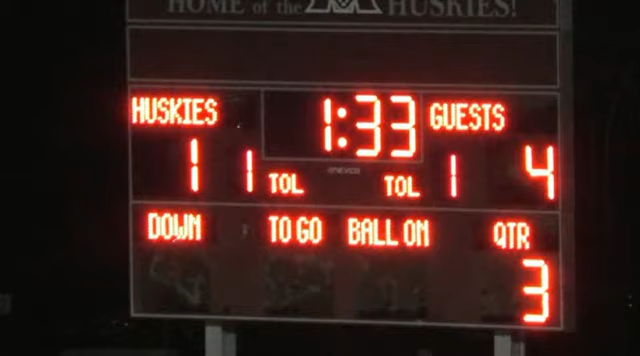 HOME of the M HUSKIES!
HUSKIES 1:33 GUESTS
1 1 TOL TOL 1 4
NEVCO
DOWN TO GO BALL ON QTR
3